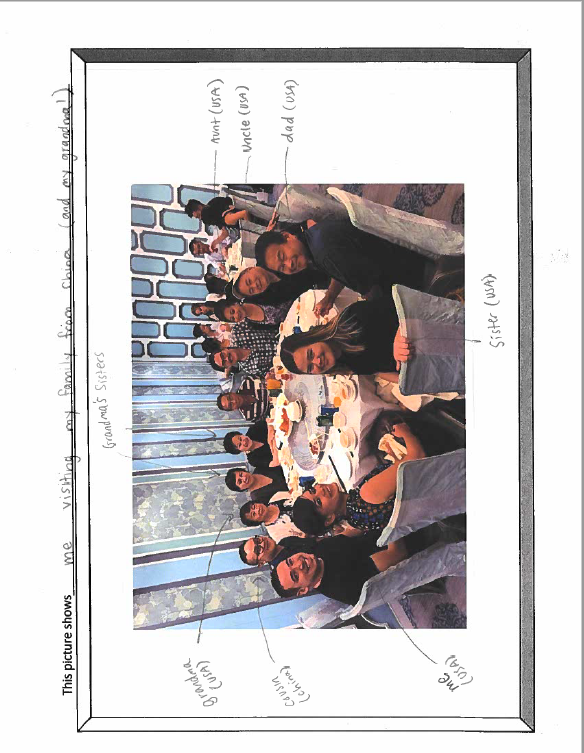 This picture shows me visiting my family from China (and my grandma!)
Aunt (USA)
Uncle (USA)
dad (USA)
Sister (USA)
Grandma's Sisters
grandma
(USA)
cousin
(china)
me
(USA)